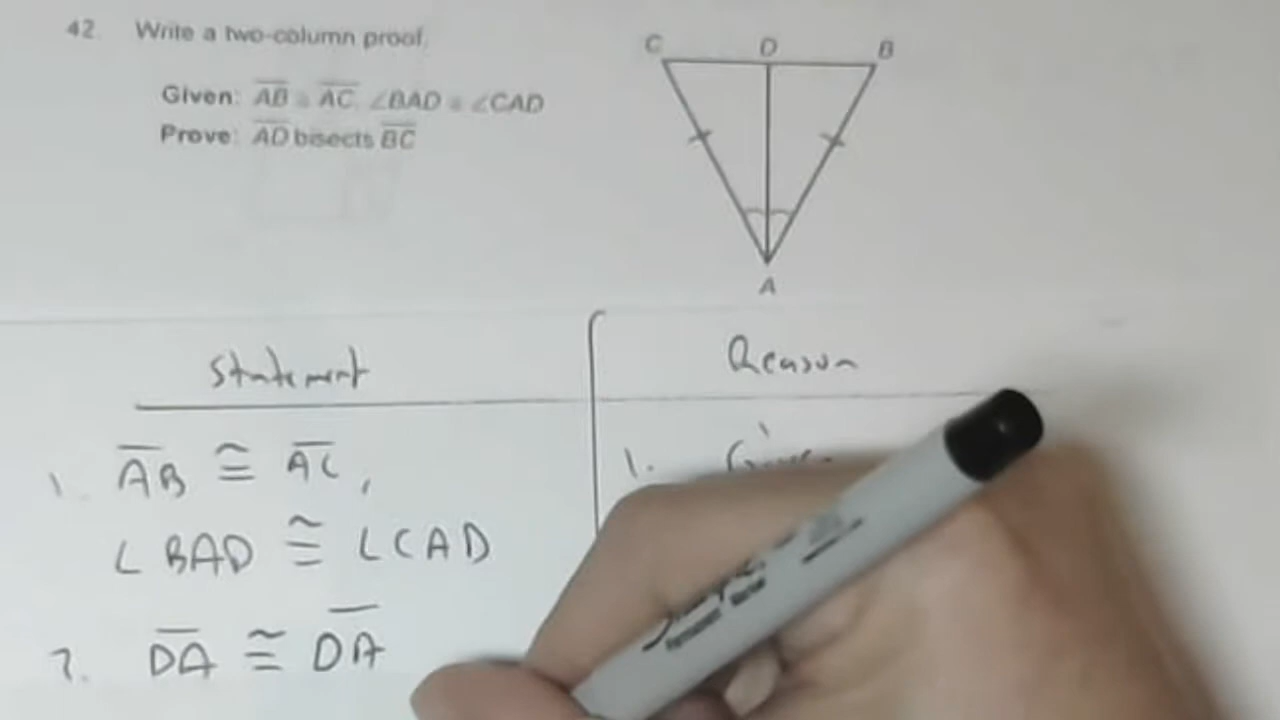 42. Write a two-column proof.
Given: AB ≅ AC, ∠BAD ≅ ∠CAD
Prove: AD bisects BC
C D B
A
Statement Reason
1. AB ≅ AC, 1. Given
∠BAD ≅ ∠CAD
2. DA ≅ DA